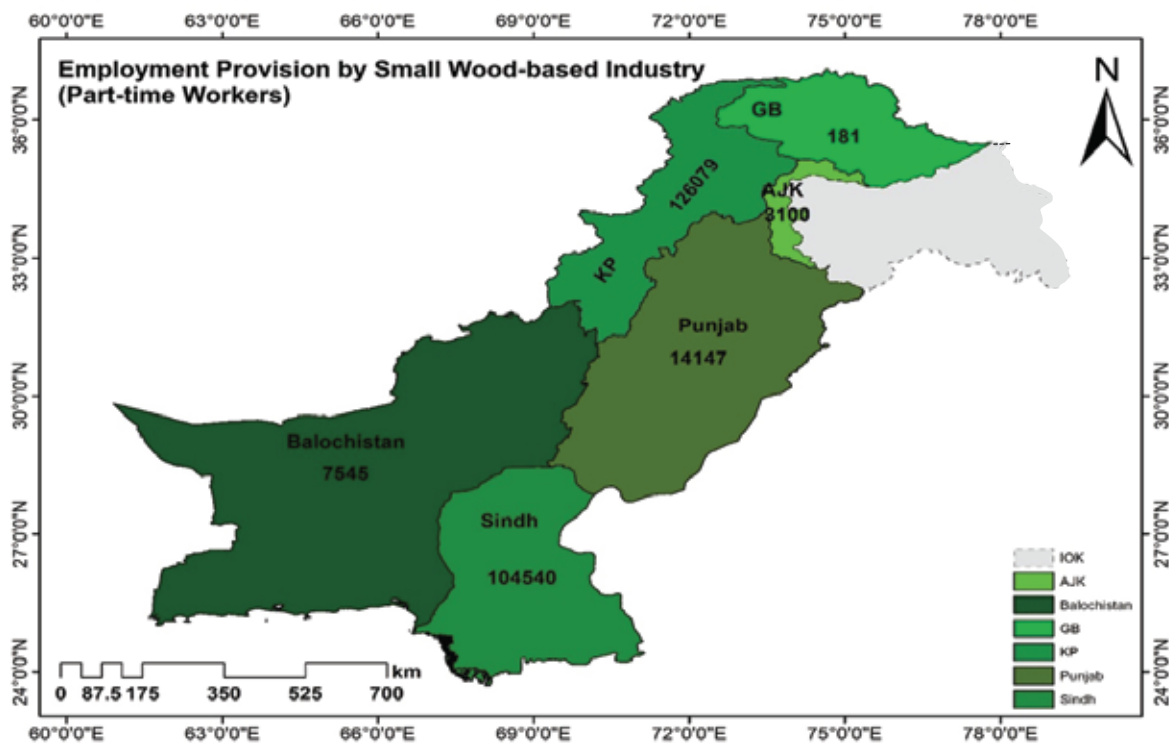 60°0'0"E 63°0'0"E 66°0'0"E 69°0'0"E 72°0'0"E 75°0'0"E 78°0'0"E
Employment Provision by Small Wood-based Industry
(Part-time Workers)
N
36°0'0"N
33°0'0"N
30°0'0"N
27°0'0"N
24°0'0"N
36°0'0"N
33°0'0"N
30°0'0"N
27°0'0"N
24°0'0"N
GB
181
126079
KP
AJK
3100
Punjab
14147
Balochistan
7545
Sindh
104540
IOK
AJK
Balochistan
GB
KP
Punjab
Sindh
km
0 87.5 175 350 525 700
60°0'0"E 63°0'0"E 66°0'0"E 69°0'0"E 72°0'0"E 75°0'0"E 78°0'0"E